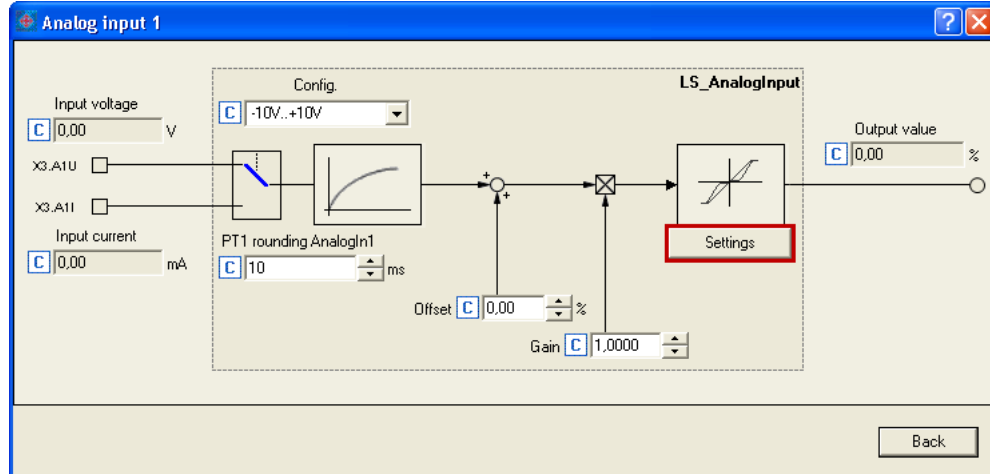 Analog input 1
Config.
LS_AnalogInput
Input voltage
C 0,00 V
C -10V..+10V
Output value
C 0,00 %
X3.A1U
X3.A1I
Input current
C 0,00 mA
PT1 rounding AnalogIn1
C 10 ms
+
+
Settings
Offset C 0,00 %
Gain C 1,0000
Back